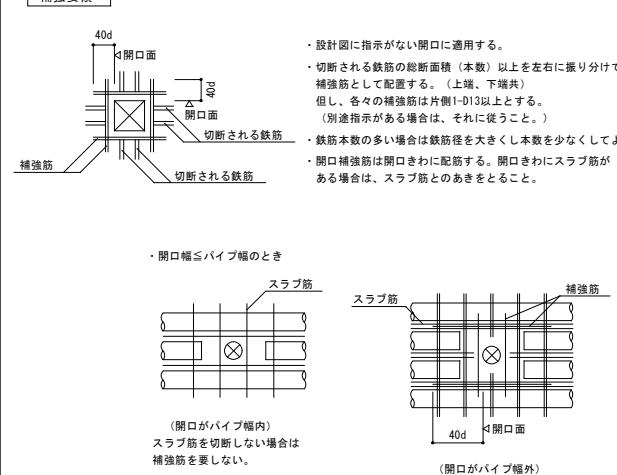 40d
開口面
40d
開口面
切断される鉄筋
補強筋
切断される鉄筋
・設計図に指示がない開口に適用する。
・切断される鉄筋の総断面積（本数）以上を左右に振り分けて
補強筋として配置する。（上端、下端共）
但し、各々の補強筋は片側1-D13以上とする。
（別途指示がある場合は、それに従うこと。）
・鉄筋本数の多い場合は鉄筋径を大きくし本数を少なくしてよ
・開口補強筋は開口きわに配筋する。開口きわにスラブ筋が
ある場合は、スラブ筋とのあきをとること。
・開口幅≦パイプ幅のとき
スラブ筋
（開口がパイプ幅内）
スラブ筋を切断しない場合は
補強筋を要しない。
スラブ筋
補強筋
40d
開口面
（開口がパイプ幅外）